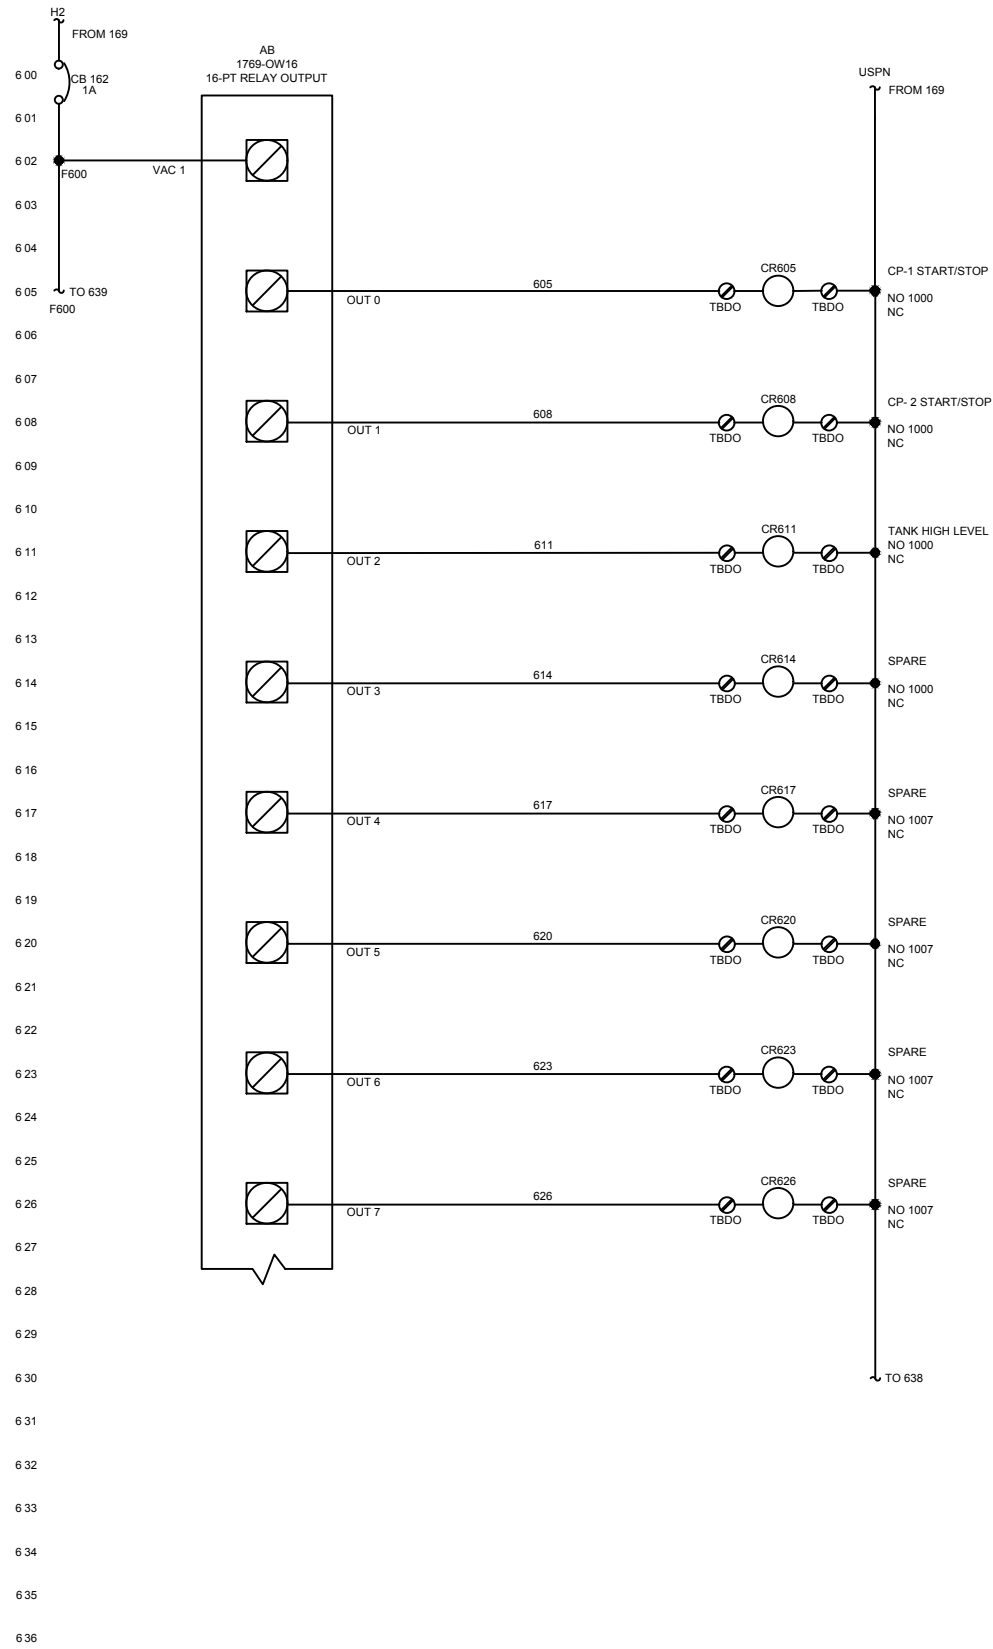 H2
FROM 169
AB
1769-OW16
16-PT RELAY OUTPUT
USPN
FROM 169
6 00
CB 162
1A
6 01
6 02
F600
VAC 1
6 03
6 04
6 05
TO 639
F600
OUT 0
605
TBDO
CR605
TBDO
CP-1 START/STOP
NO 1000
NC
6 06
6 07
6 08
OUT 1
608
TBDO
CR608
TBDO
CP- 2 START/STOP
NO 1000
NC
6 09
6 10
6 11
OUT 2
611
TBDO
CR611
TBDO
TANK HIGH LEVEL
NO 1000
NC
6 12
6 13
6 14
OUT 3
614
TBDO
CR614
TBDO
SPARE
NO 1000
NC
6 15
6 16
6 17
OUT 4
617
TBDO
CR617
TBDO
SPARE
NO 1007
NC
6 18
6 19
6 20
OUT 5
620
TBDO
CR620
TBDO
SPARE
NO 1007
NC
6 21
6 22
6 23
OUT 6
623
TBDO
CR623
TBDO
SPARE
NO 1007
NC
6 24
6 25
6 26
OUT 7
626
TBDO
CR626
TBDO
SPARE
NO 1007
NC
6 27
6 28
6 29
6 30
TO 638
6 31
6 32
6 33
6 34
6 35
6 36